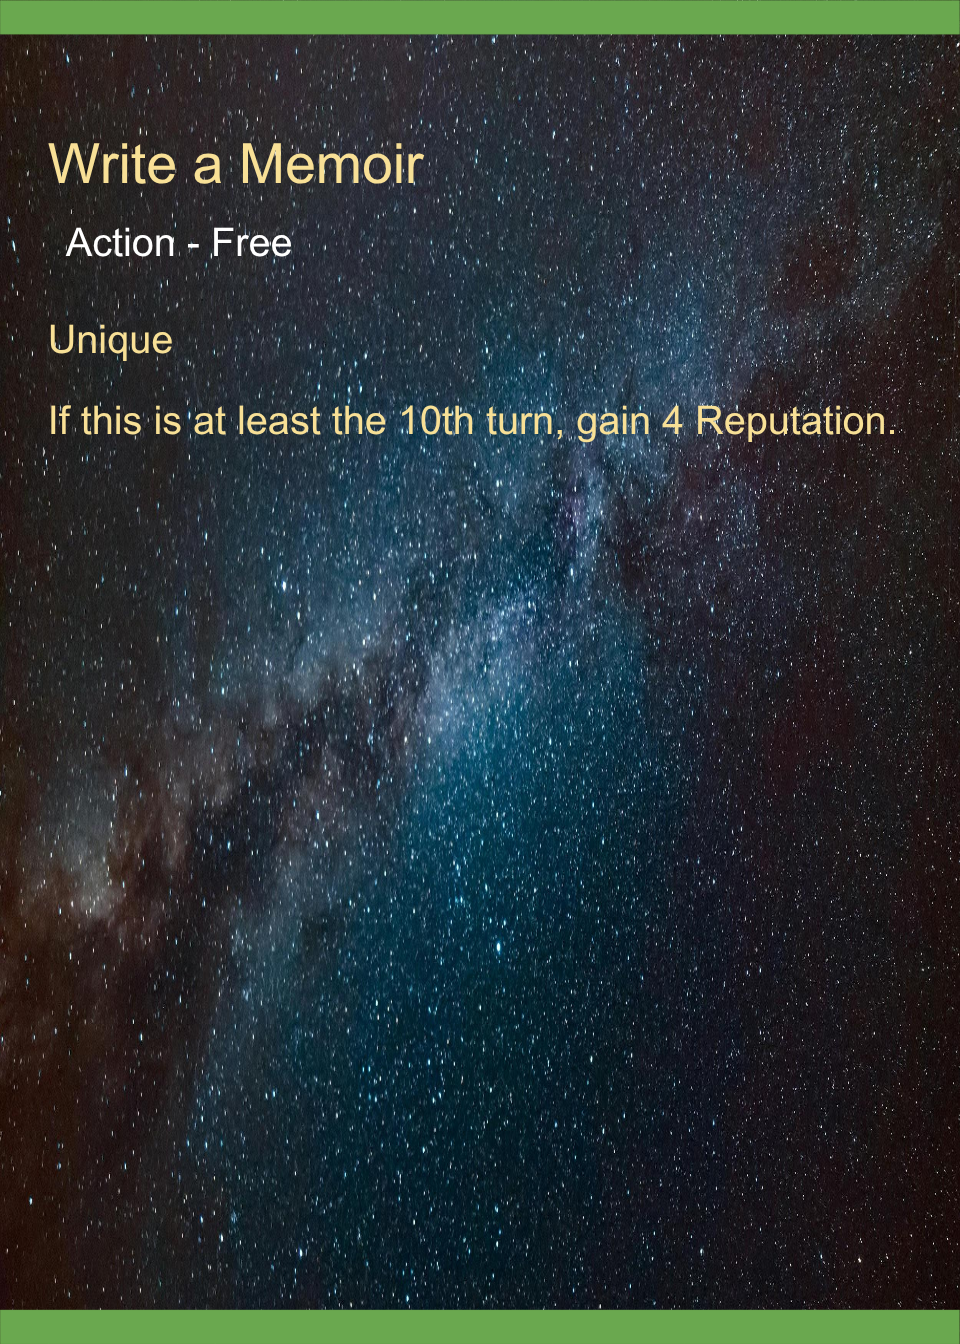 Write a Memoir
Action - Free
Unique
If this is at least the 10th turn, gain 4 Reputation.